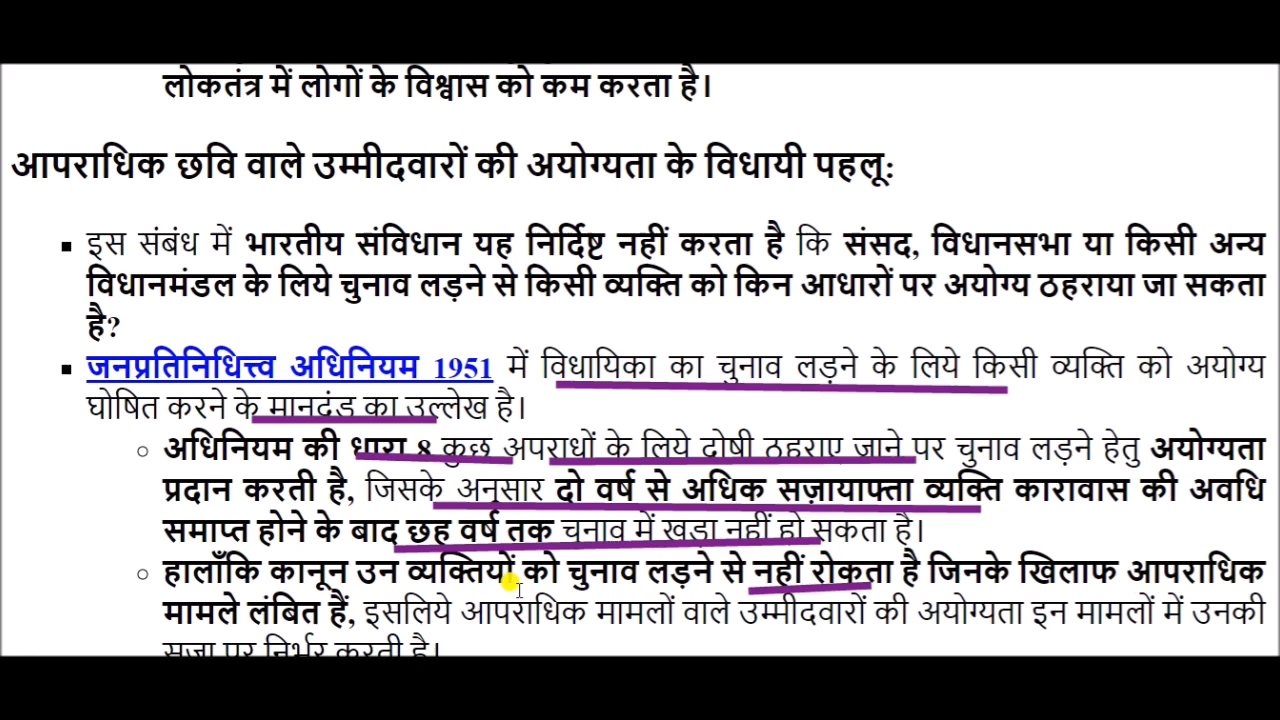 लोकतंत्र में लोगों के विश्वास को कम करता है।
आपराधिक छवि वाले उम्मीदवारों की अयोग्यता के विधायी पहलू:
इस संबंध में भारतीय संविधान यह निर्दिष्ट नहीं करता है कि संसद, विधानसभा या किसी अन्य
विधानमंडल के लिये चुनाव लड़ने से किसी व्यक्ति को किन आधारों पर अयोग्य ठहराया जा सकता
है?
जनप्रतिनिधित्त्व अधिनियम 1951 में विधायिका का चुनाव लड़ने के लिये किसी व्यक्ति को अयोग्य
घोषित करने के मानदंड का उल्लेख है।
अधिनियम की धारा 8 कुछ अपराधों के लिये दोषी ठहराए जाने पर चुनाव लड़ने हेतु अयोग्यता
प्रदान करती है, जिसके अनुसार दो वर्ष से अधिक सज़ायाफ्ता व्यक्ति कारावास की अवधि
समाप्त होने के बाद छह वर्ष तक चुनाव में खड़ा नहीं हो सकता है।
हालाँकि कानून उन व्यक्तियों को चुनाव लड़ने से नहीं रोकता है जिनके खिलाफ आपराधिक
मामले लंबित हैं, इसलिये आपराधिक मामलों वाले उम्मीदवारों की अयोग्यता इन मामलों में उनकी
सजा पर निर्भर करती है।